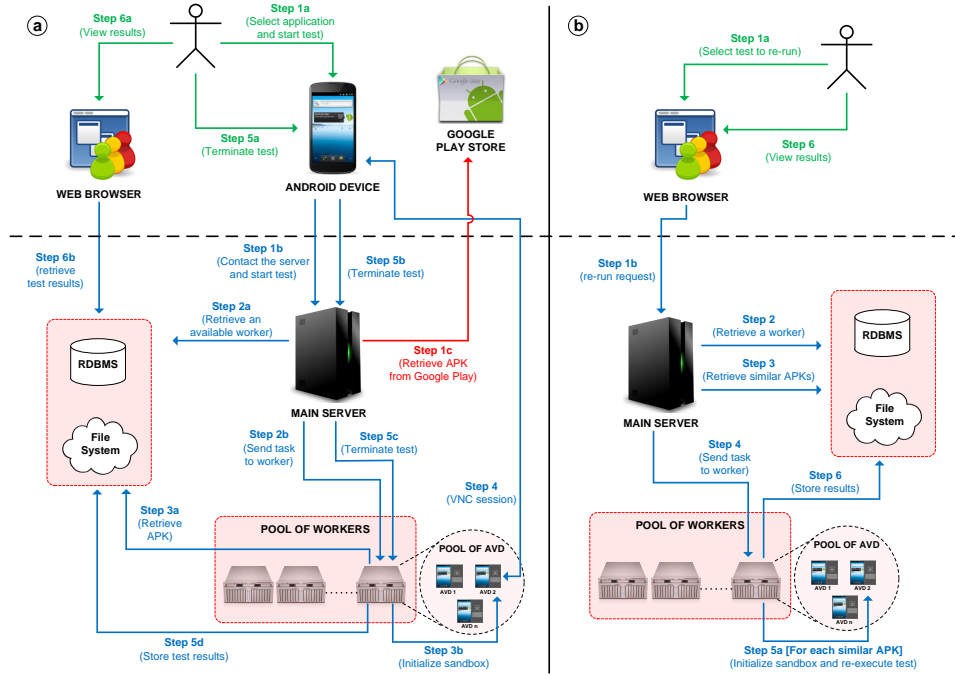 a
Step 6a
(View results)
Step 1a
(Select application
and start test)
Step 5a
(Terminate test)
Google play
GOOGLE
PLAY STORE
WEB BROWSER
ANDROID DEVICE
Step 6b
(retrieve
test results)
Step 1b
(Contact the server
and start test)
Step 5b
(Terminate test)
Step 2a
(Retrieve an
available worker)
Step 1c
(Retrieve APK
from Google Play)
RDBMS
File
System
MAIN SERVER
Step 2b
(Send task
to worker)
Step 5c
(Terminate test)
Step 4
(VNC session)
Step 3a
(Retrieve
APK)
POOL OF WORKERS
POOL OF AVD
AVD 1
AVD 2
AVD n
Step 5d
(Store test results)
Step 3b
(Initialize sandbox)
b
Step 1a
(Select test to re-run)
Step 6
(View results)
WEB BROWSER
Step 1b
(re-run request)
Step 2
(Retrieve a worker)
Step 3
(Retrieve similar APKs)
RDBMS
File
System
MAIN SERVER
Step 4
(Send task
to worker)
Step 6
(Store results)
POOL OF WORKERS
POOL OF AVD
AVD 1
AVD 2
AVD n
Step 5a [For each similar APK]
(Initialize sandbox and re-execute test)